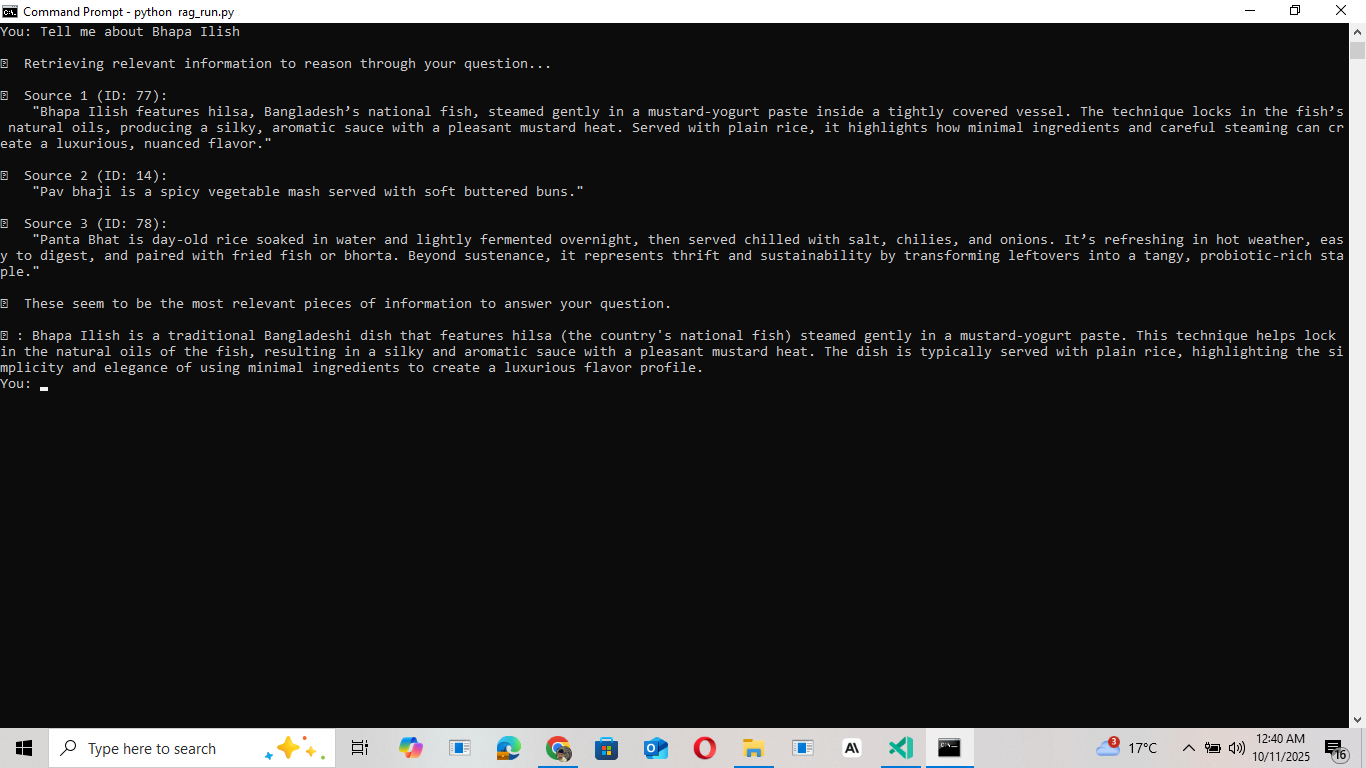 Command Prompt - python  rag_run.py
You: Tell me about Bhapa Ilish
Retrieving relevant information to reason through your question...
Source 1 (ID: 77):
"Bhapa Ilish features hilsa, Bangladesh’s national fish, steamed gently in a mustard-yogurt paste inside a tightly covered vessel. The technique locks in the fish’s
natural oils, producing a silky, aromatic sauce with a pleasant mustard heat. Served with plain rice, it highlights how minimal ingredients and careful steaming can cr
eate a luxurious, nuanced flavor."
Source 2 (ID: 14):
"Pav bhaji is a spicy vegetable mash served with soft buttered buns."
Source 3 (ID: 78):
"Panta Bhat is day-old rice soaked in water and lightly fermented overnight, then served chilled with salt, chilies, and onions. It’s refreshing in hot weather, eas
y to digest, and paired with fried fish or bhorta. Beyond sustenance, it represents thrift and sustainability by transforming leftovers into a tangy, probiotic-rich sta
ple."
These seem to be the most relevant pieces of information to answer your question.
: Bhapa Ilish is a traditional Bangladeshi dish that features hilsa (the country's national fish) steamed gently in a mustard-yogurt paste. This technique helps lock
in the natural oils of the fish, resulting in a silky and aromatic sauce with a pleasant mustard heat. The dish is typically served with plain rice, highlighting the si
mplicity and elegance of using minimal ingredients to create a luxurious flavor profile.
You:
Type here to search
3
17°C
12:40 AM
10/11/2025
16